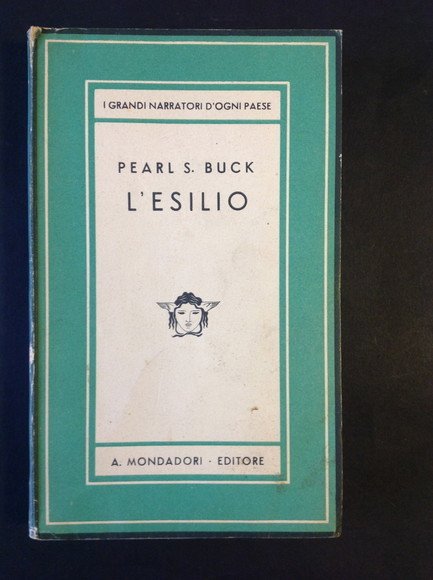 I GRANDI NARRATORI D'OGNI PAESE
PEARL S. BUCK
L'ESILIO
A. MONDADORI - EDITORE